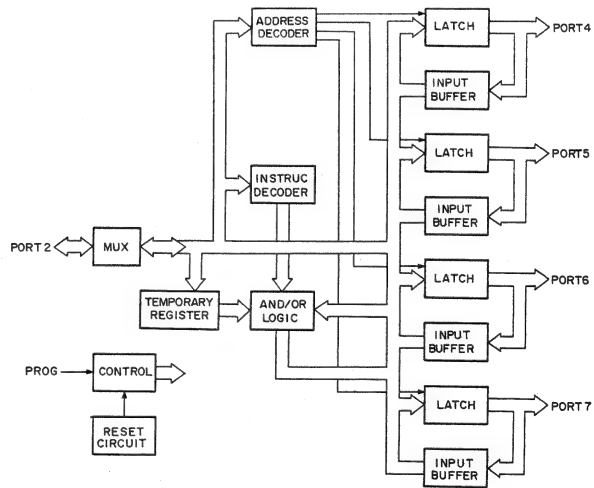 ADDRESS
DECODER
LATCH
PORT4
INPUT
BUFFER
LATCH
PORT5
INSTRUC
DECODER
INPUT
BUFFER
PORT 2
MUX
LATCH
PORT6
TEMPORARY
REGISTER
AND/OR
LOGIC
INPUT
BUFFER
PROG
CONTROL
LATCH
PORT 7
RESET
CIRCUIT
INPUT
BUFFER